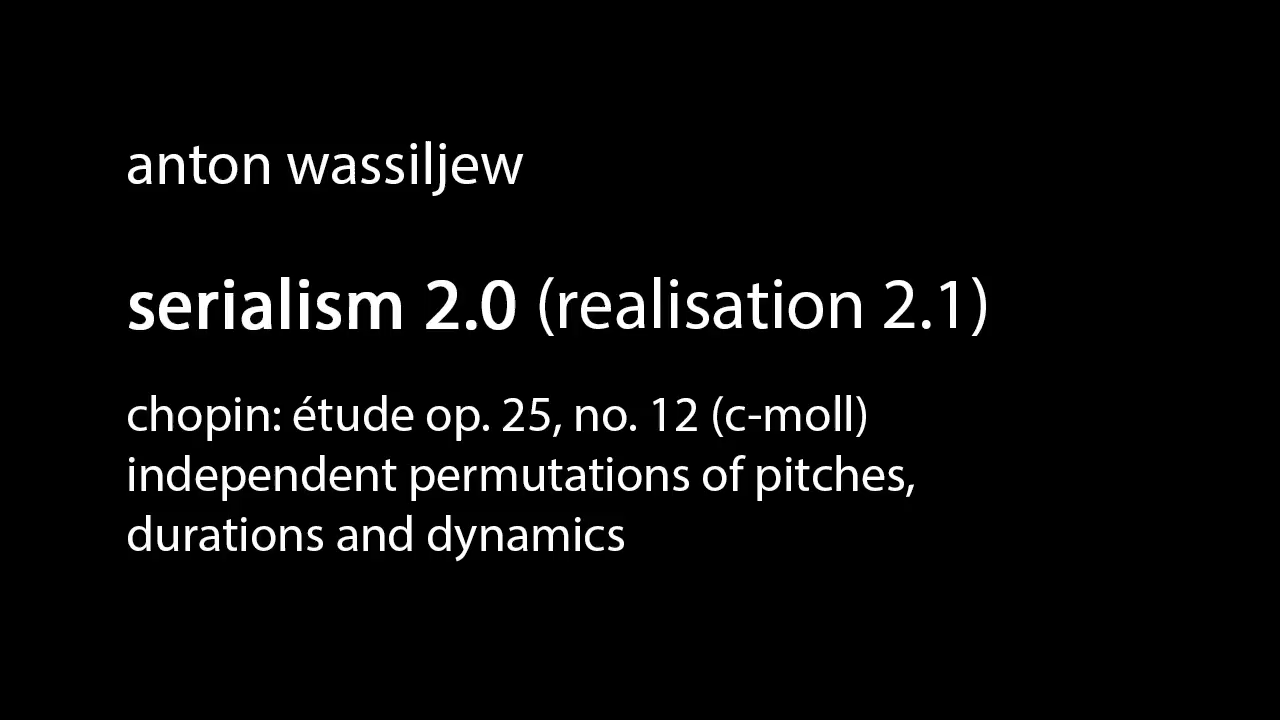 anton wassiljew
serialism 2.0 (realisation 2.1)
chopin: étude op. 25, no. 12 (c-moll)
independent permutations of pitches,
durations and dynamics